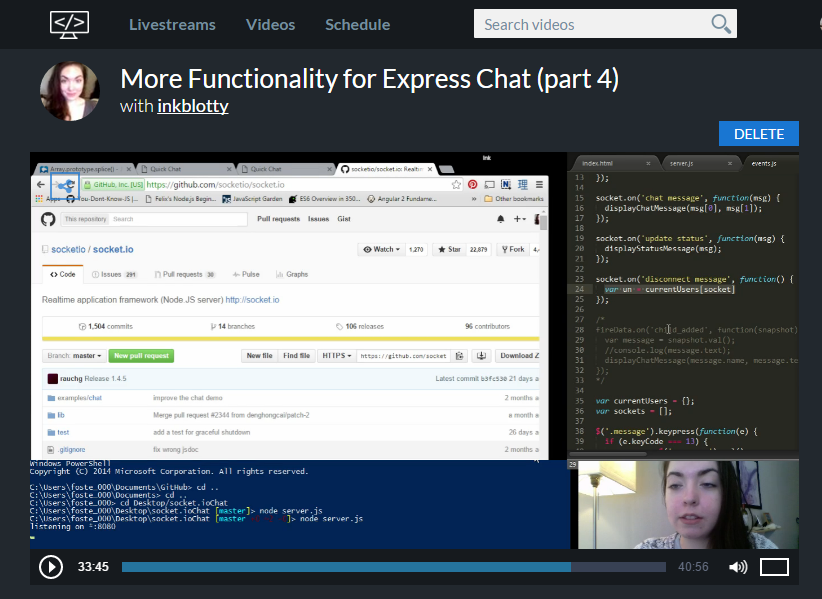 </>
Livestreams Videos Schedule
Search videos
More Functionality for Express Chat (part 4)
with inkblotty
DELETE
ink
Array.prototype.splice() - Quick Chat Quick Chat socketio/socket.io: Realt
GitHub, Inc. [US] https://github.com/socketio/socket.io
Apps You-Dont-Know-JS | Felix's Node.js Begin... JavaScript Garden ES6 Overview in 350... Angular 2 Fundame... » Other bookmarks
This repository Search Pull requests Issues Gist
socketio / socket.io Watch 1,270 Star 22,879 Fork 4,
Code Issues 291 Pull requests 30 Pulse Graphs
Realtime application framework (Node JS server) http://socket.io
1,504 commits 14 branches 106 releases 96 contributors
Branch: master New pull request New file Find file HTTPS https://github.com/socket Download Z
rauchg Release 1.4.5 Latest commit b3fc530 21 days a
examples/chat improve the chat demo 2 months a
lib Merge pull request #2344 from denghongcai/patch-2 a month a
test add a test for graceful shutdown 26 days a
.gitignore fix wrong jsdoc 2 months a
index.html server.js events.js
13 });
14
15 socket.on('chat message', function(msg) {
16 displayChatMessage(msg[0], msg[1]);
17 });
18
19 socket.on('update status', function(msg) {
20 displayStatusMessage(msg);
21 });
22
23 socket.on('disconnect message', function() {
24 var un = currentUsers[socket]
25 });
26
27 /*
28 fireData.on('child_added', function(snapshot)
29 var message = snapshot.val();
30 //console.log(message.text);
31 displayChatMessage(message.name, message.te
32 });
33 */
34
35 var currentUsers = {};
36 var sockets = [];
37
38 $('.message').keypress(function(e) {
39 if (e.keyCode === 13) {
Windows PowerShell
Copyright (C) 2014 Microsoft Corporation. All rights reserved.
C:\Users\foste_000\Documents\GitHub> cd ..
C:\Users\foste_000\Documents> cd ..
C:\Users\foste_000> cd Desktop/socket.ioChat
C:\Users\foste_000\Desktop\socket.ioChat [master]> node server.js
C:\Users\foste_000\Desktop\socket.ioChat [master ]> node server.js
listening on *:8080
29
33:45 40:56